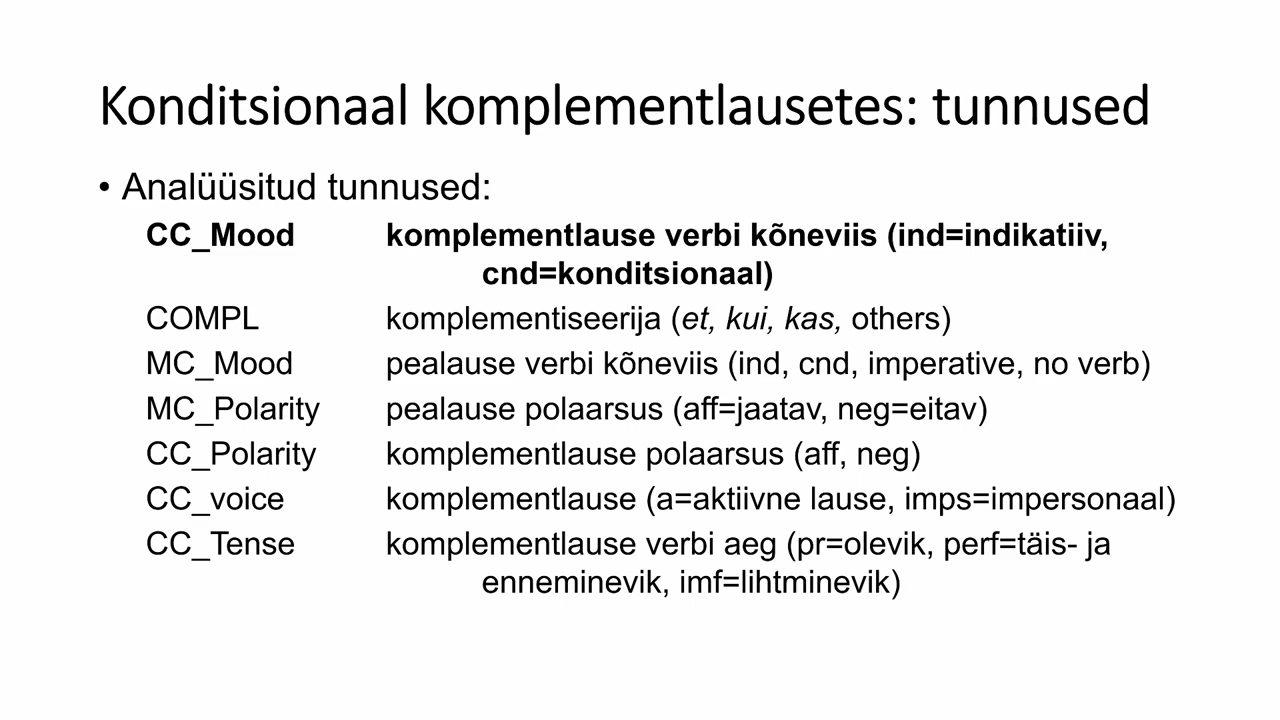 Konditsionaal komplementlausetes: tunnused
• Analüüsitud tunnused:
CC_Mood komplementlause verbi kõneviis (ind=indikatiiv,
cnd=konditsionaal)
COMPL komplementiseerija (et, kui, kas, others)
MC_Mood pealause verbi kõneviis (ind, cnd, imperative, no verb)
MC_Polarity pealause polaarsus (aff=jaatav, neg=eitav)
CC_Polarity komplementlause polaarsus (aff, neg)
CC_voice komplementlause (a=aktiivne lause, imps=impersonaal)
CC_Tense komplementlause verbi aeg (pr=olevik, perf=täis- ja
enneminevik, imf=lihtminevik)